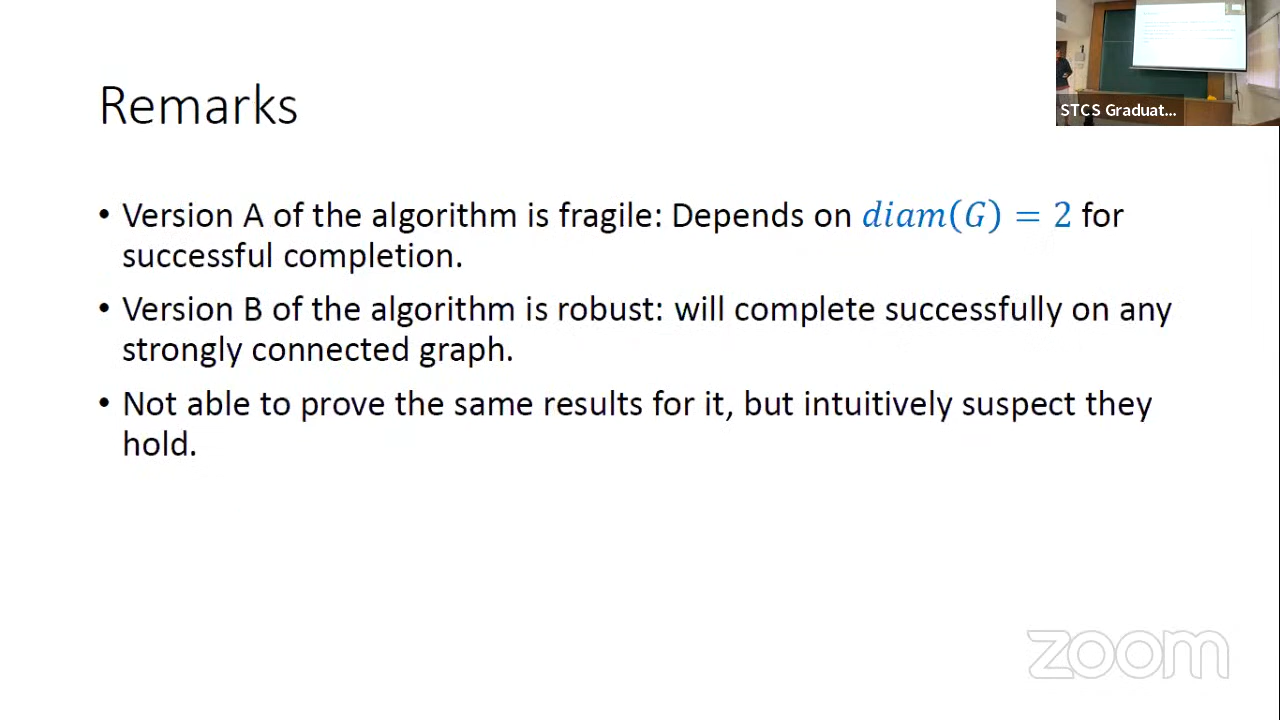 STCS Graduat...
Remarks
• Version A of the algorithm is fragile: Depends on diam(G) = 2 for
successful completion.
• Version B of the algorithm is robust: will complete successfully on any
strongly connected graph.
• Not able to prove the same results for it, but intuitively suspect they
hold.
zoom